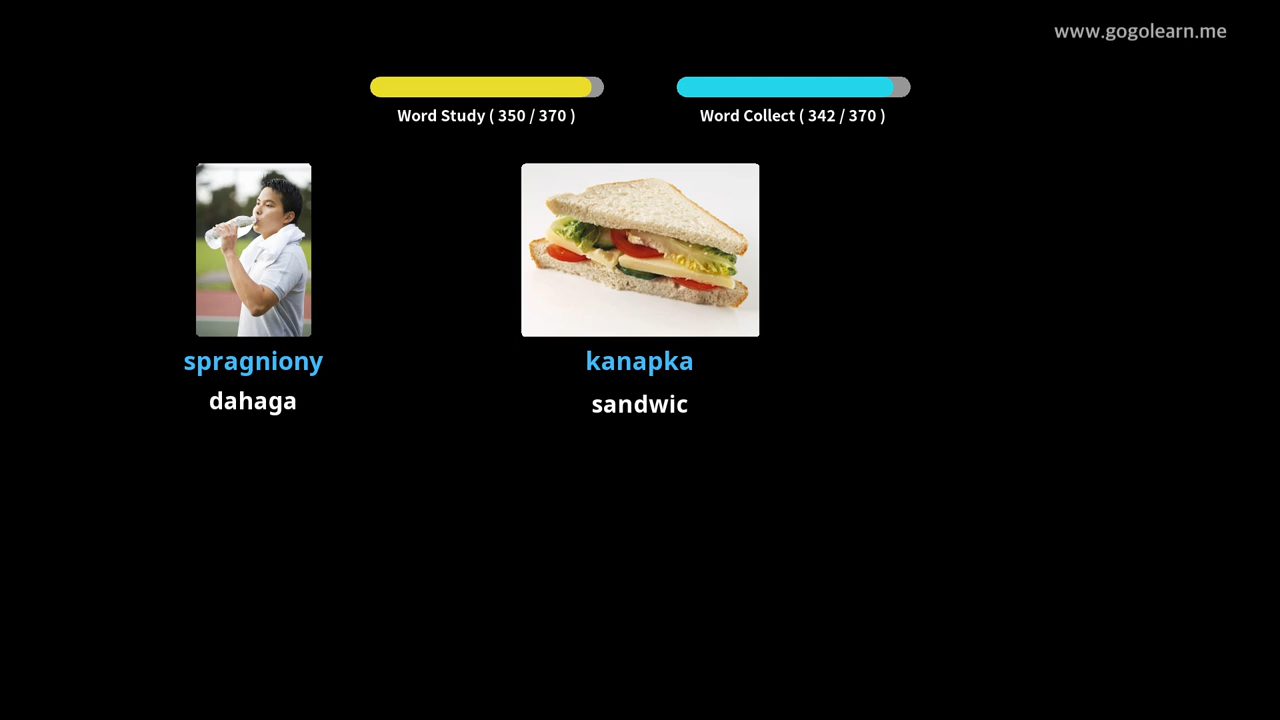 www.gogolearn.me
Word Study ( 350 / 370 )
Word Collect ( 342 / 370 )
spragniony
dahaga
kanapka
sandwic